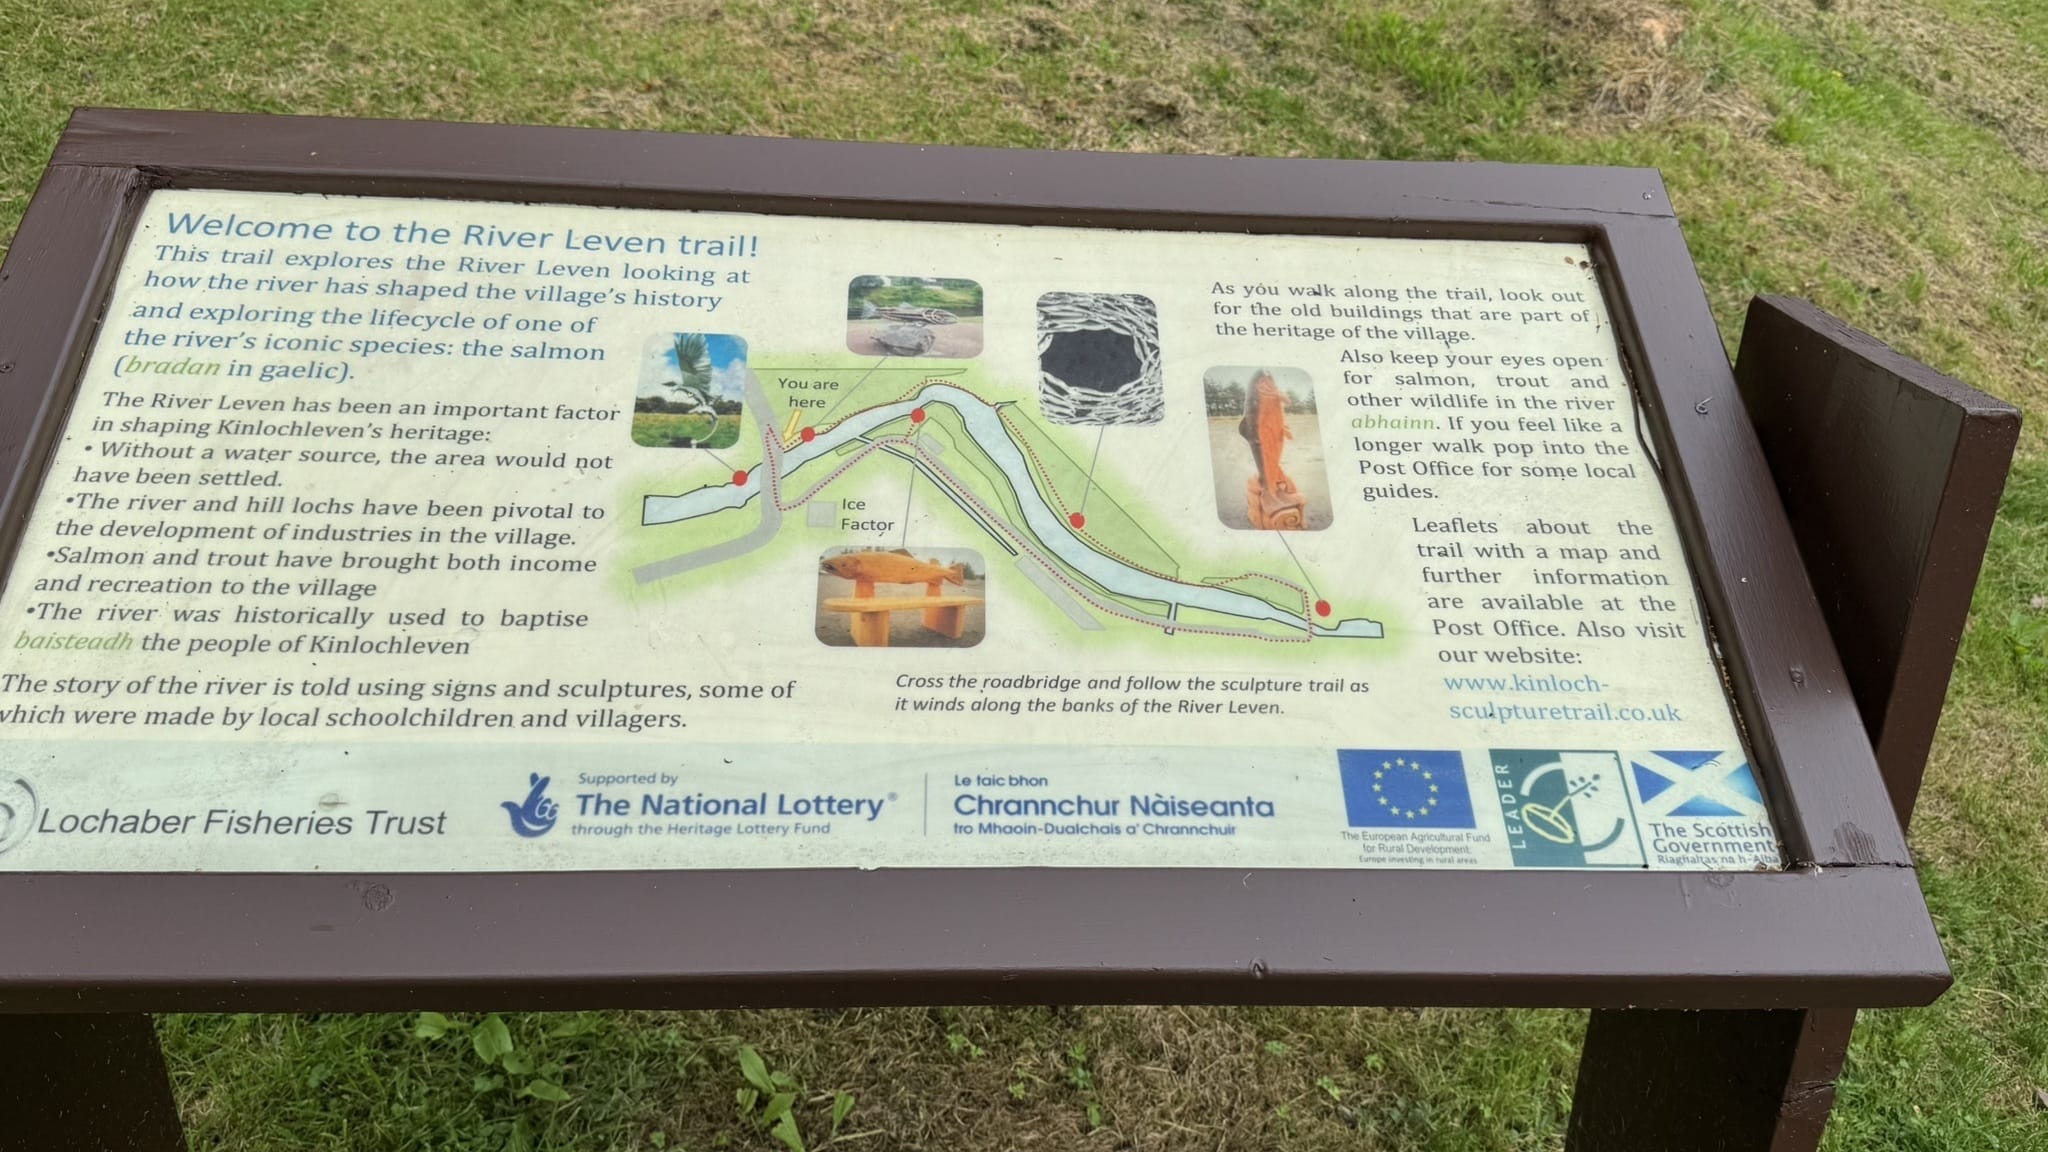 Welcome to the River Leven trail!
This trail explores the River Leven looking at
how the river has shaped the village's history
and exploring the lifecycle of one of
the river's iconic species: the salmon
(bradan in gaelic).
The River Leven has been an important factor
in shaping Kinlochleven's heritage:
• Without a water source, the area would not
have been settled.
•The river and hill lochs have been pivotal to
the development of industries in the village.
•Salmon and trout have brought both income
and recreation to the village
•The river was historically used to baptise
baisteadh the people of Kinlochleven
The story of the river is told using signs and sculptures, some of
which were made by local schoolchildren and villagers.
You are
here
Ice
Factor
Cross the roadbridge and follow the sculpture trail as
it winds along the banks of the River Leven.
As you walk along the trail, look out
for the old buildings that are part of
the heritage of the village.
Also keep your eyes open
for salmon, trout and
other wildlife in the river
abhainn. If you feel like a
longer walk pop into the
Post Office for some local
guides.
Leaflets about the
trail with a map and
further information
are available at the
Post Office. Also visit
our website:
www.kinloch-
sculpturetrail.co.uk
Lochaber Fisheries Trust
Supported by
The National Lottery®
through the Heritage Lottery Fund
Le taic bhon
Chrannchur Nàiseanta
tro Mhaoin-Dualchais a' Chrannchuir
The European Agricultural Fund
for Rural Development:
Europe investing in rural areas
LEADER
The Scottish
Government
Riaghaltas na h-Alba